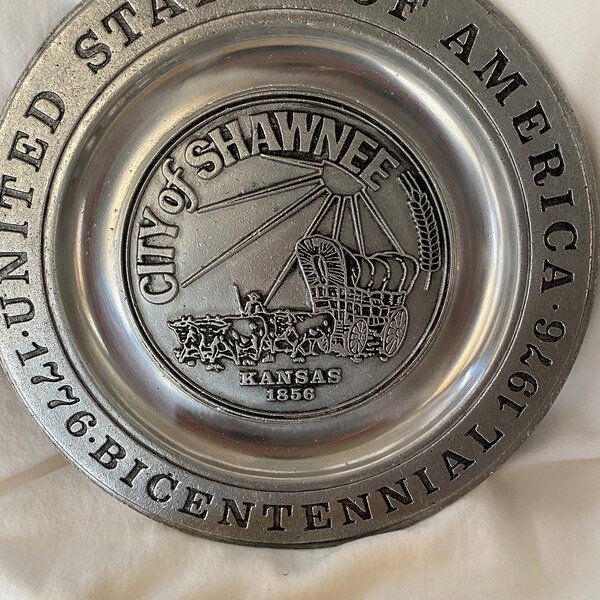 UNITED STATES OF AMERICA
· 1776 · BICENTENNIAL 1976 ·
CITY of SHAWNEE
KANSAS
1856